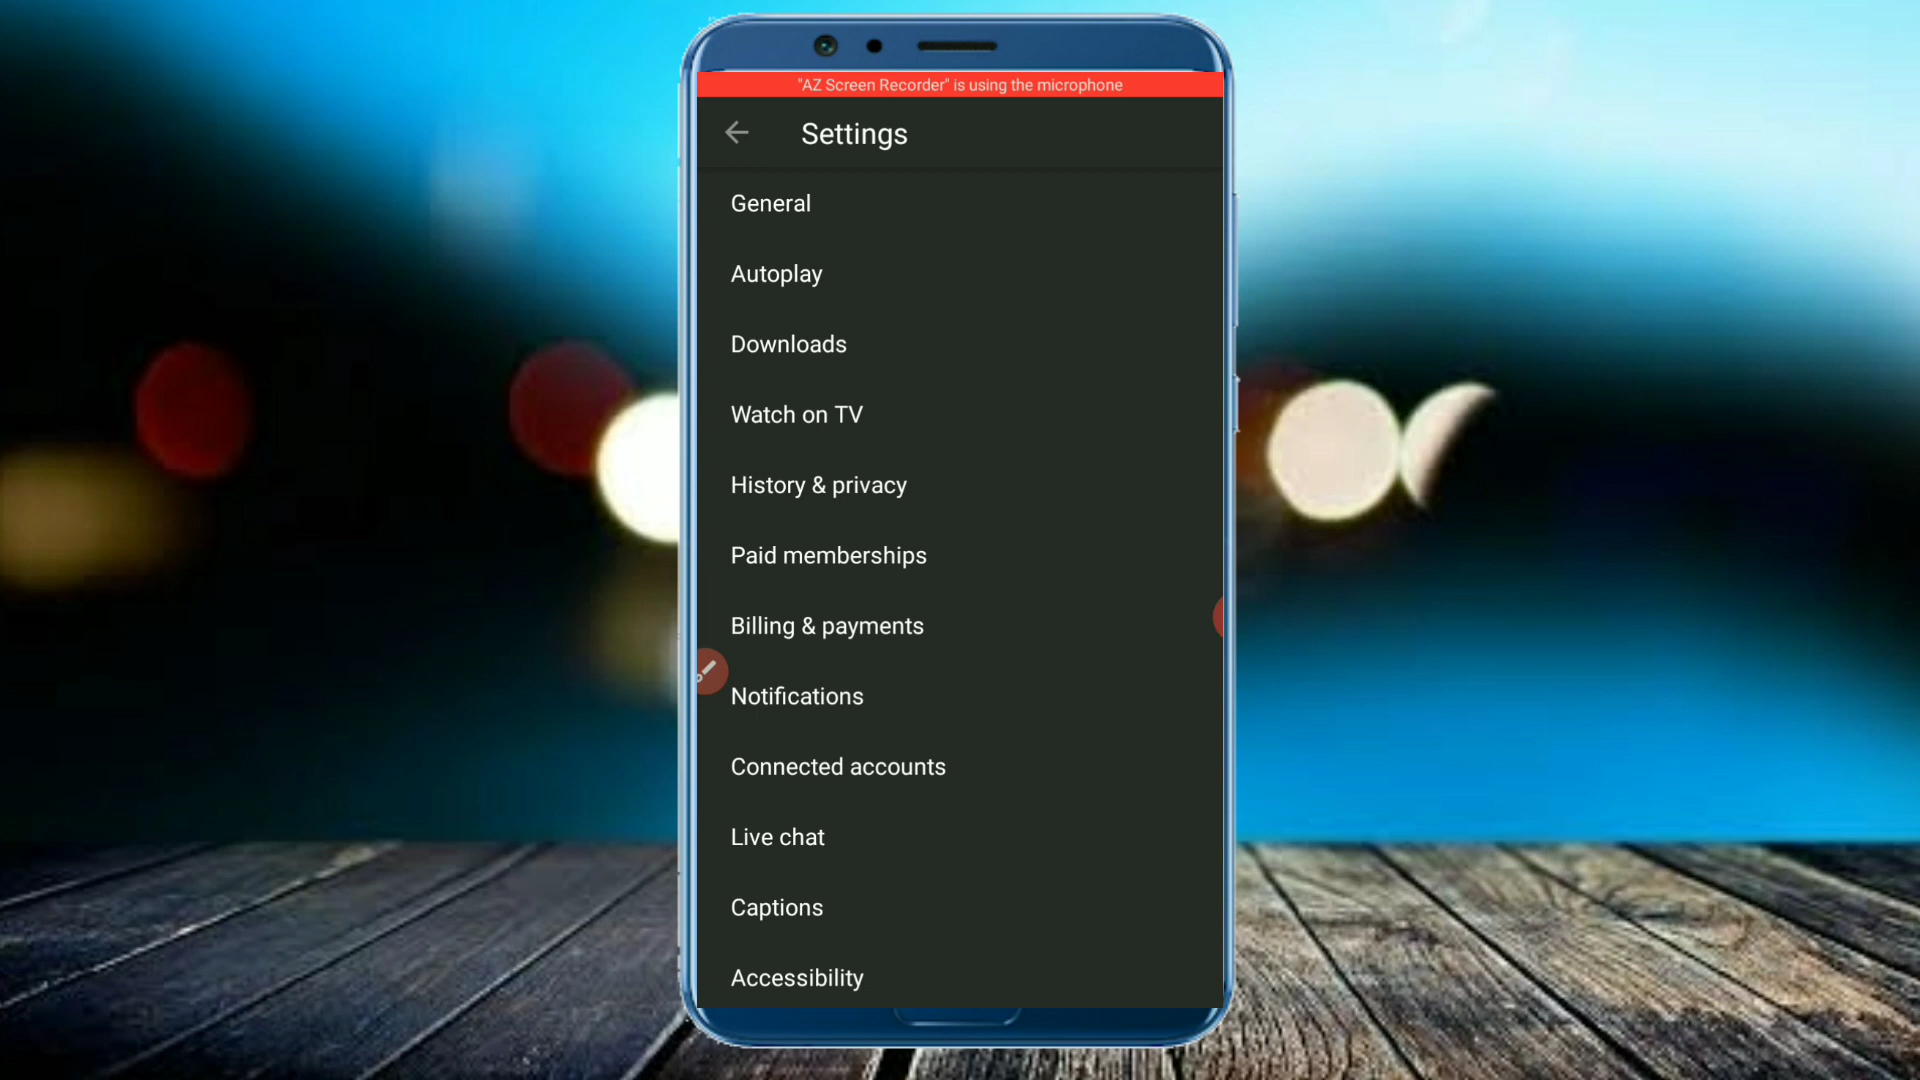 "AZ Screen Recorder" is using the microphone
Settings
General
Autoplay
Downloads
Watch on TV
History & privacy
Paid memberships
Billing & payments
Notifications
Connected accounts
Live chat
Captions
Accessibility